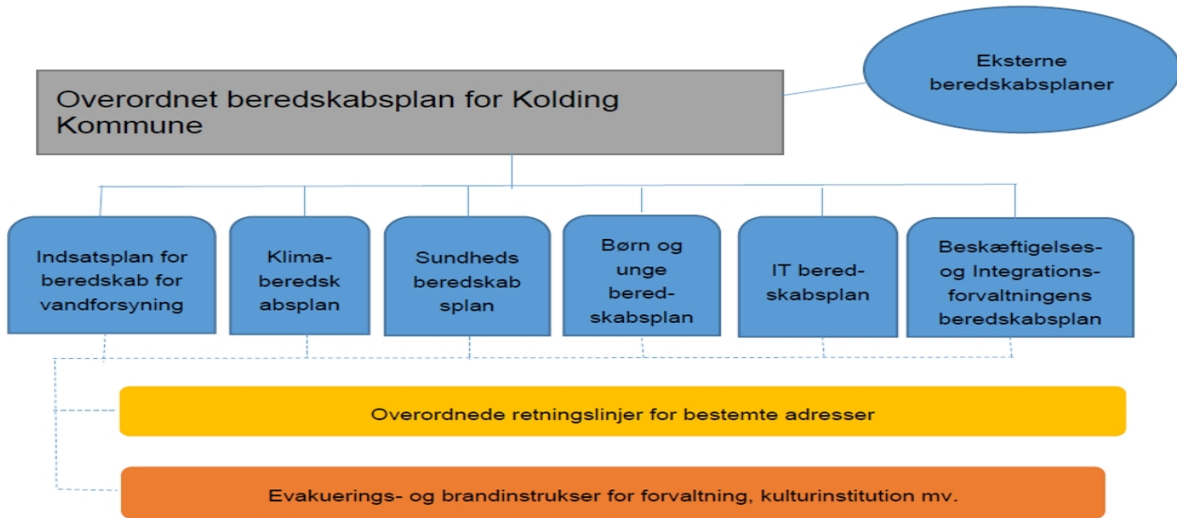 Eksterne
beredskabsplaner
Overordnet beredskabsplan for Kolding
Kommune
Indsatsplan for
beredskab for
vandforsyning
Klima-
beredsk
absplan
Sundheds
beredskab
splan
Børn og
unge
bered-
skabsplan
IT bered-
skabsplan
Beskæftigelses-
og Integrations-
forvaltningens
beredskabsplan
Overordnede retningslinjer for bestemte adresser
Evakuerings- og brandinstrukser for forvaltning, kulturinstitution mv.